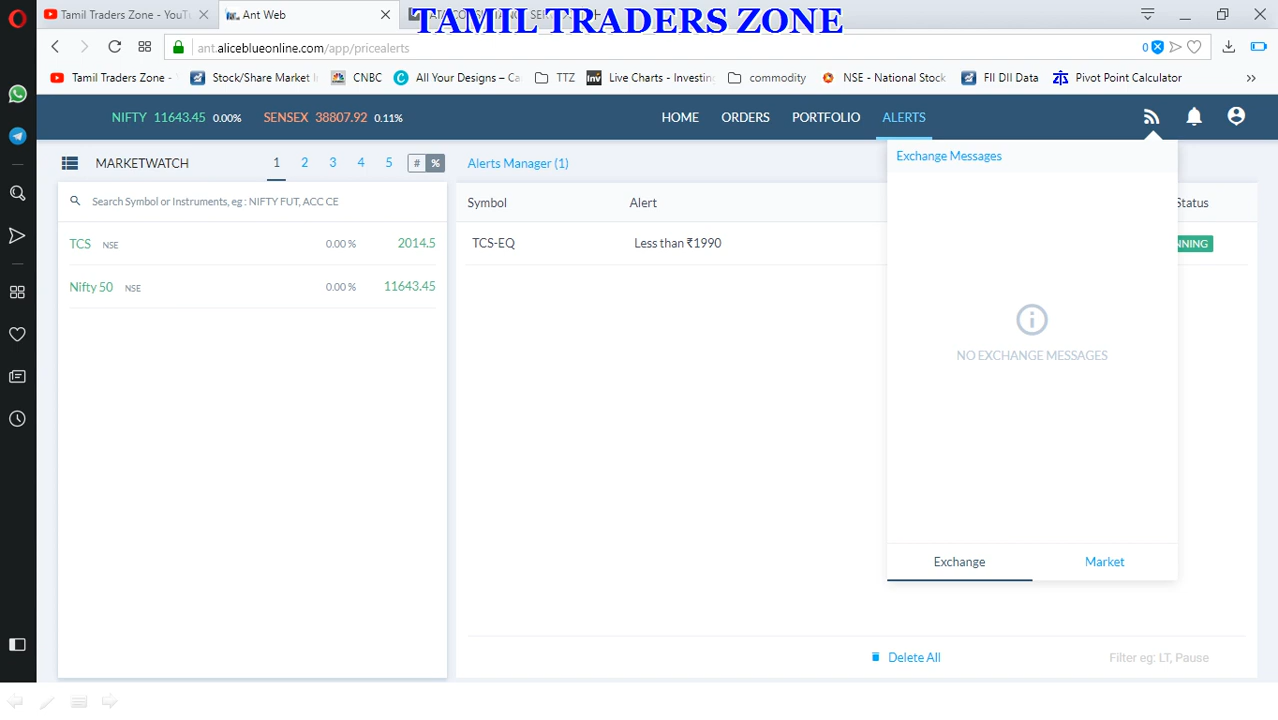 TAMIL TRADERS ZONE
Tamil Traders Zone - YouTu
Ant Web
ant.aliceblueonline.com/app/pricealerts
0
Tamil Traders Zone -
Stock/Share Market I
CNBC
All Your Designs – Ca
TTZ
Live Charts - Investin
commodity
NSE - National Stock
FII DII Data
Pivot Point Calculator
NIFTY 11643.45 0.00% SENSEX 38807.92 0.11%
HOME ORDERS PORTFOLIO ALERTS
MARKETWATCH 1 2 3 4 5 # %
Search Symbol or Instruments, eg : NIFTY FUT, ACC CE
TCS NSE 0.00 % 2014.5
Nifty 50 NSE 0.00 % 11643.45
Alerts Manager (1)
Symbol Alert Status
TCS-EQ Less than ₹1990 NNING
Exchange Messages
NO EXCHANGE MESSAGES
Exchange Market
Delete All Filter eg: LT, Pause